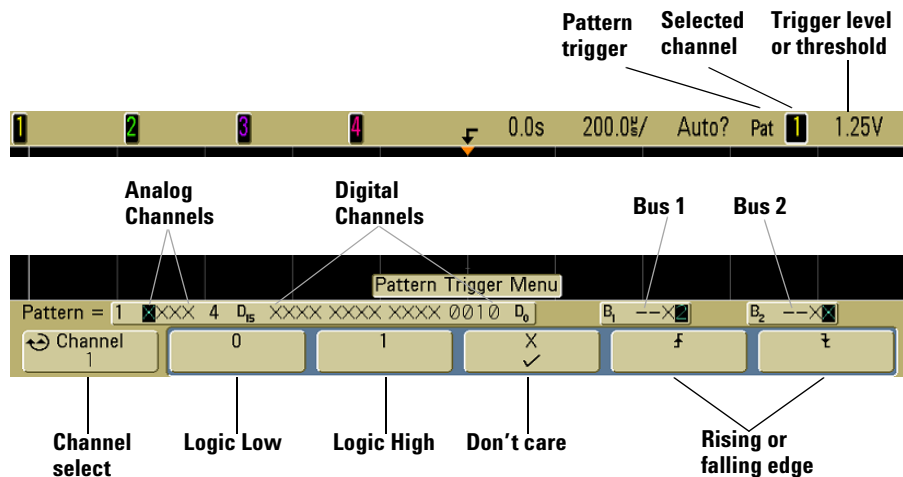 Pattern trigger
Selected channel
Trigger level or threshold
1 2 3 4 0.0s 200.0µs/ Auto? Pat 1 1.25V
Analog Channels
Digital Channels
Bus 1
Bus 2
Pattern Trigger Menu
Pattern = 1 XXXX 4 D15 XXXX XXXX XXXX 0010 D0 B1 --X2 B2 --XX
Channel 1
0
1
X
Channel select
Logic Low
Logic High
Don't care
Rising or falling edge